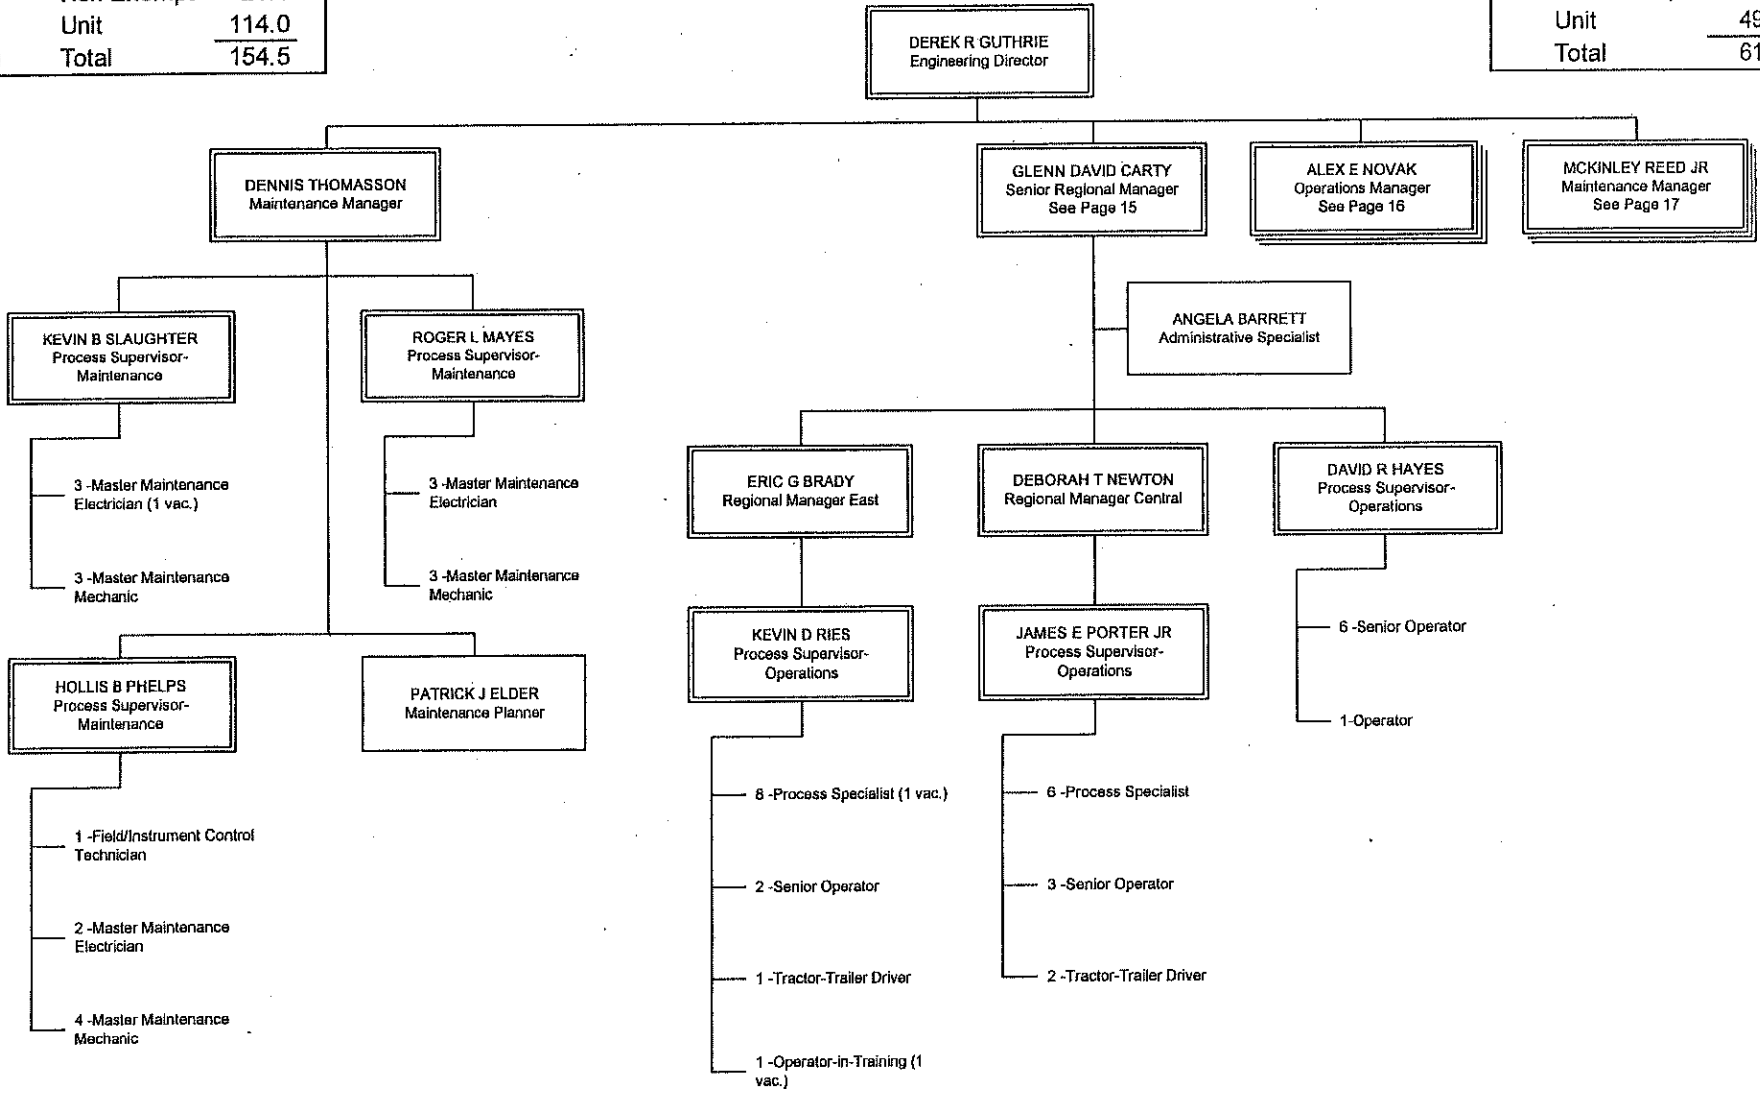 Unit 114.0
Total 154.5
Unit 49
Total 61
DEREK R GUTHRIE
Engineering Director
DENNIS THOMASSON
Maintenance Manager
GLENN DAVID CARTY
Senior Regional Manager
See Page 15
ALEX E NOVAK
Operations Manager
See Page 16
MCKINLEY REED JR
Maintenance Manager
See Page 17
ANGELA BARRETT
Administrative Specialist
KEVIN B SLAUGHTER
Process Supervisor-
Maintenance
ROGER L MAYES
Process Supervisor-
Maintenance
3 -Master Maintenance
Electrician (1 vac.)
3 -Master Maintenance
Mechanic
3 -Master Maintenance
Electrician
3 -Master Maintenance
Mechanic
HOLLIS B PHELPS
Process Supervisor-
Maintenance
PATRICK J ELDER
Maintenance Planner
1 -Field/Instrument Control
Technician
2 -Master Maintenance
Electrician
4 -Master Maintenance
Mechanic
ERIC G BRADY
Regional Manager East
DEBORAH T NEWTON
Regional Manager Central
DAVID R HAYES
Process Supervisor-
Operations
KEVIN D RIES
Process Supervisor-
Operations
JAMES E PORTER JR
Process Supervisor-
Operations
6 -Senior Operator
1-Operator
8 -Process Specialist (1 vac.)
2 -Senior Operator
1 -Tractor-Trailer Driver
1 -Operator-in-Training (1
vac.)
6 -Process Specialist
3 -Senior Operator
2 -Tractor-Trailer Driver